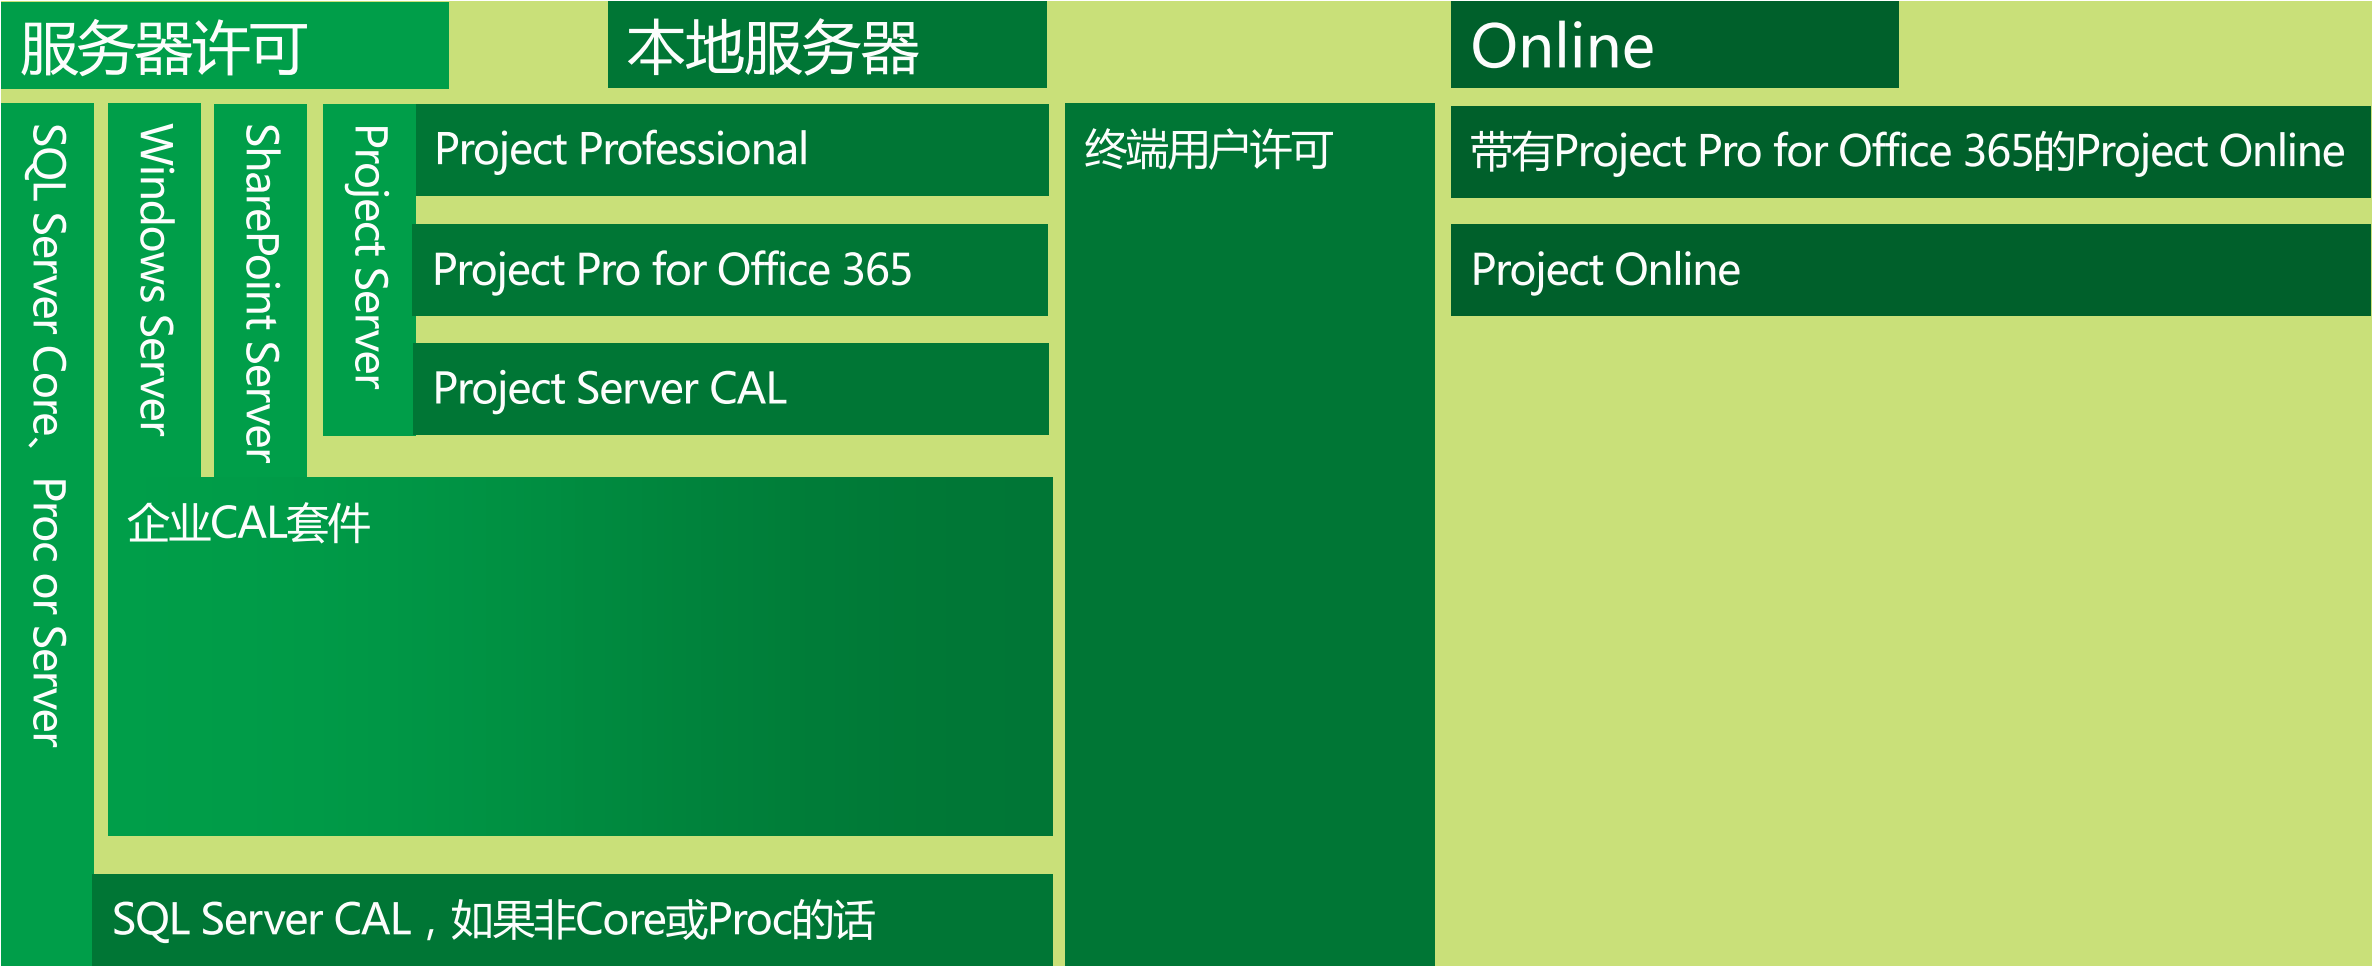 服务器许可
本地服务器
Online
SQL Server Core、 Proc or Server
Windows Server
SharePoint Server
Project Server
Project Professional
Project Pro for Office 365
Project Server CAL
企业CAL套件
SQL Server CAL，如果非Core或Proc的话
终端用户许可
带有Project Pro for Office 365的Project Online
Project Online